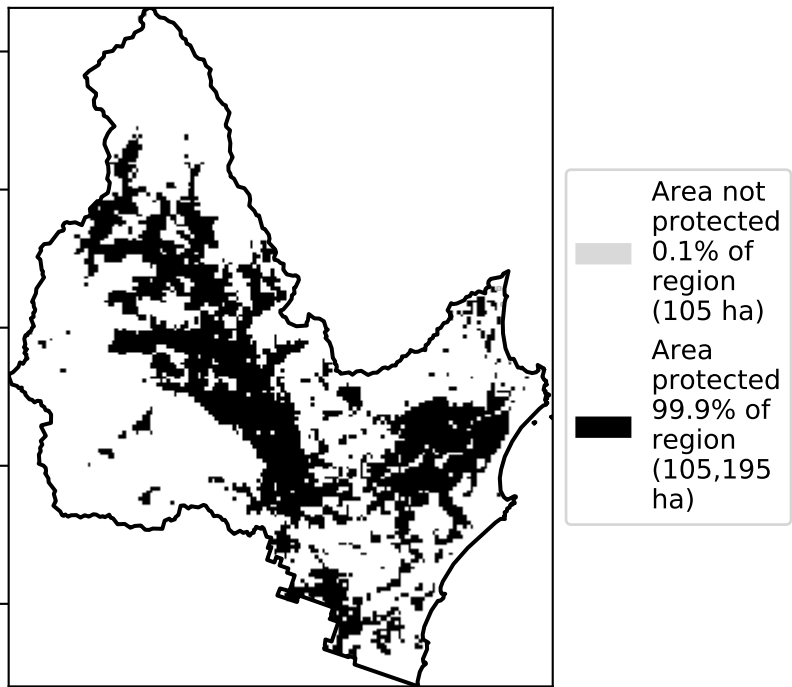 Area not
protected
0.1% of
region
(105 ha)
Area
protected
99.9% of
region
(105,195
ha)